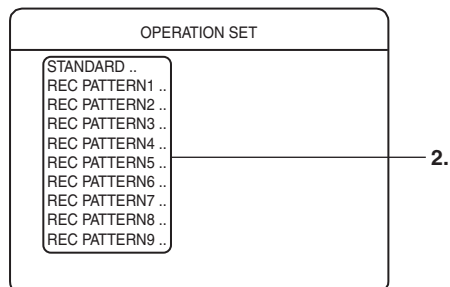 OPERATION SET
STANDARD ..
REC PATTERN1 ..
REC PATTERN2 ..
REC PATTERN3 ..
REC PATTERN4 ..
REC PATTERN5 ..
REC PATTERN6 ..
REC PATTERN7 ..
REC PATTERN8 ..
REC PATTERN9 ..
2.